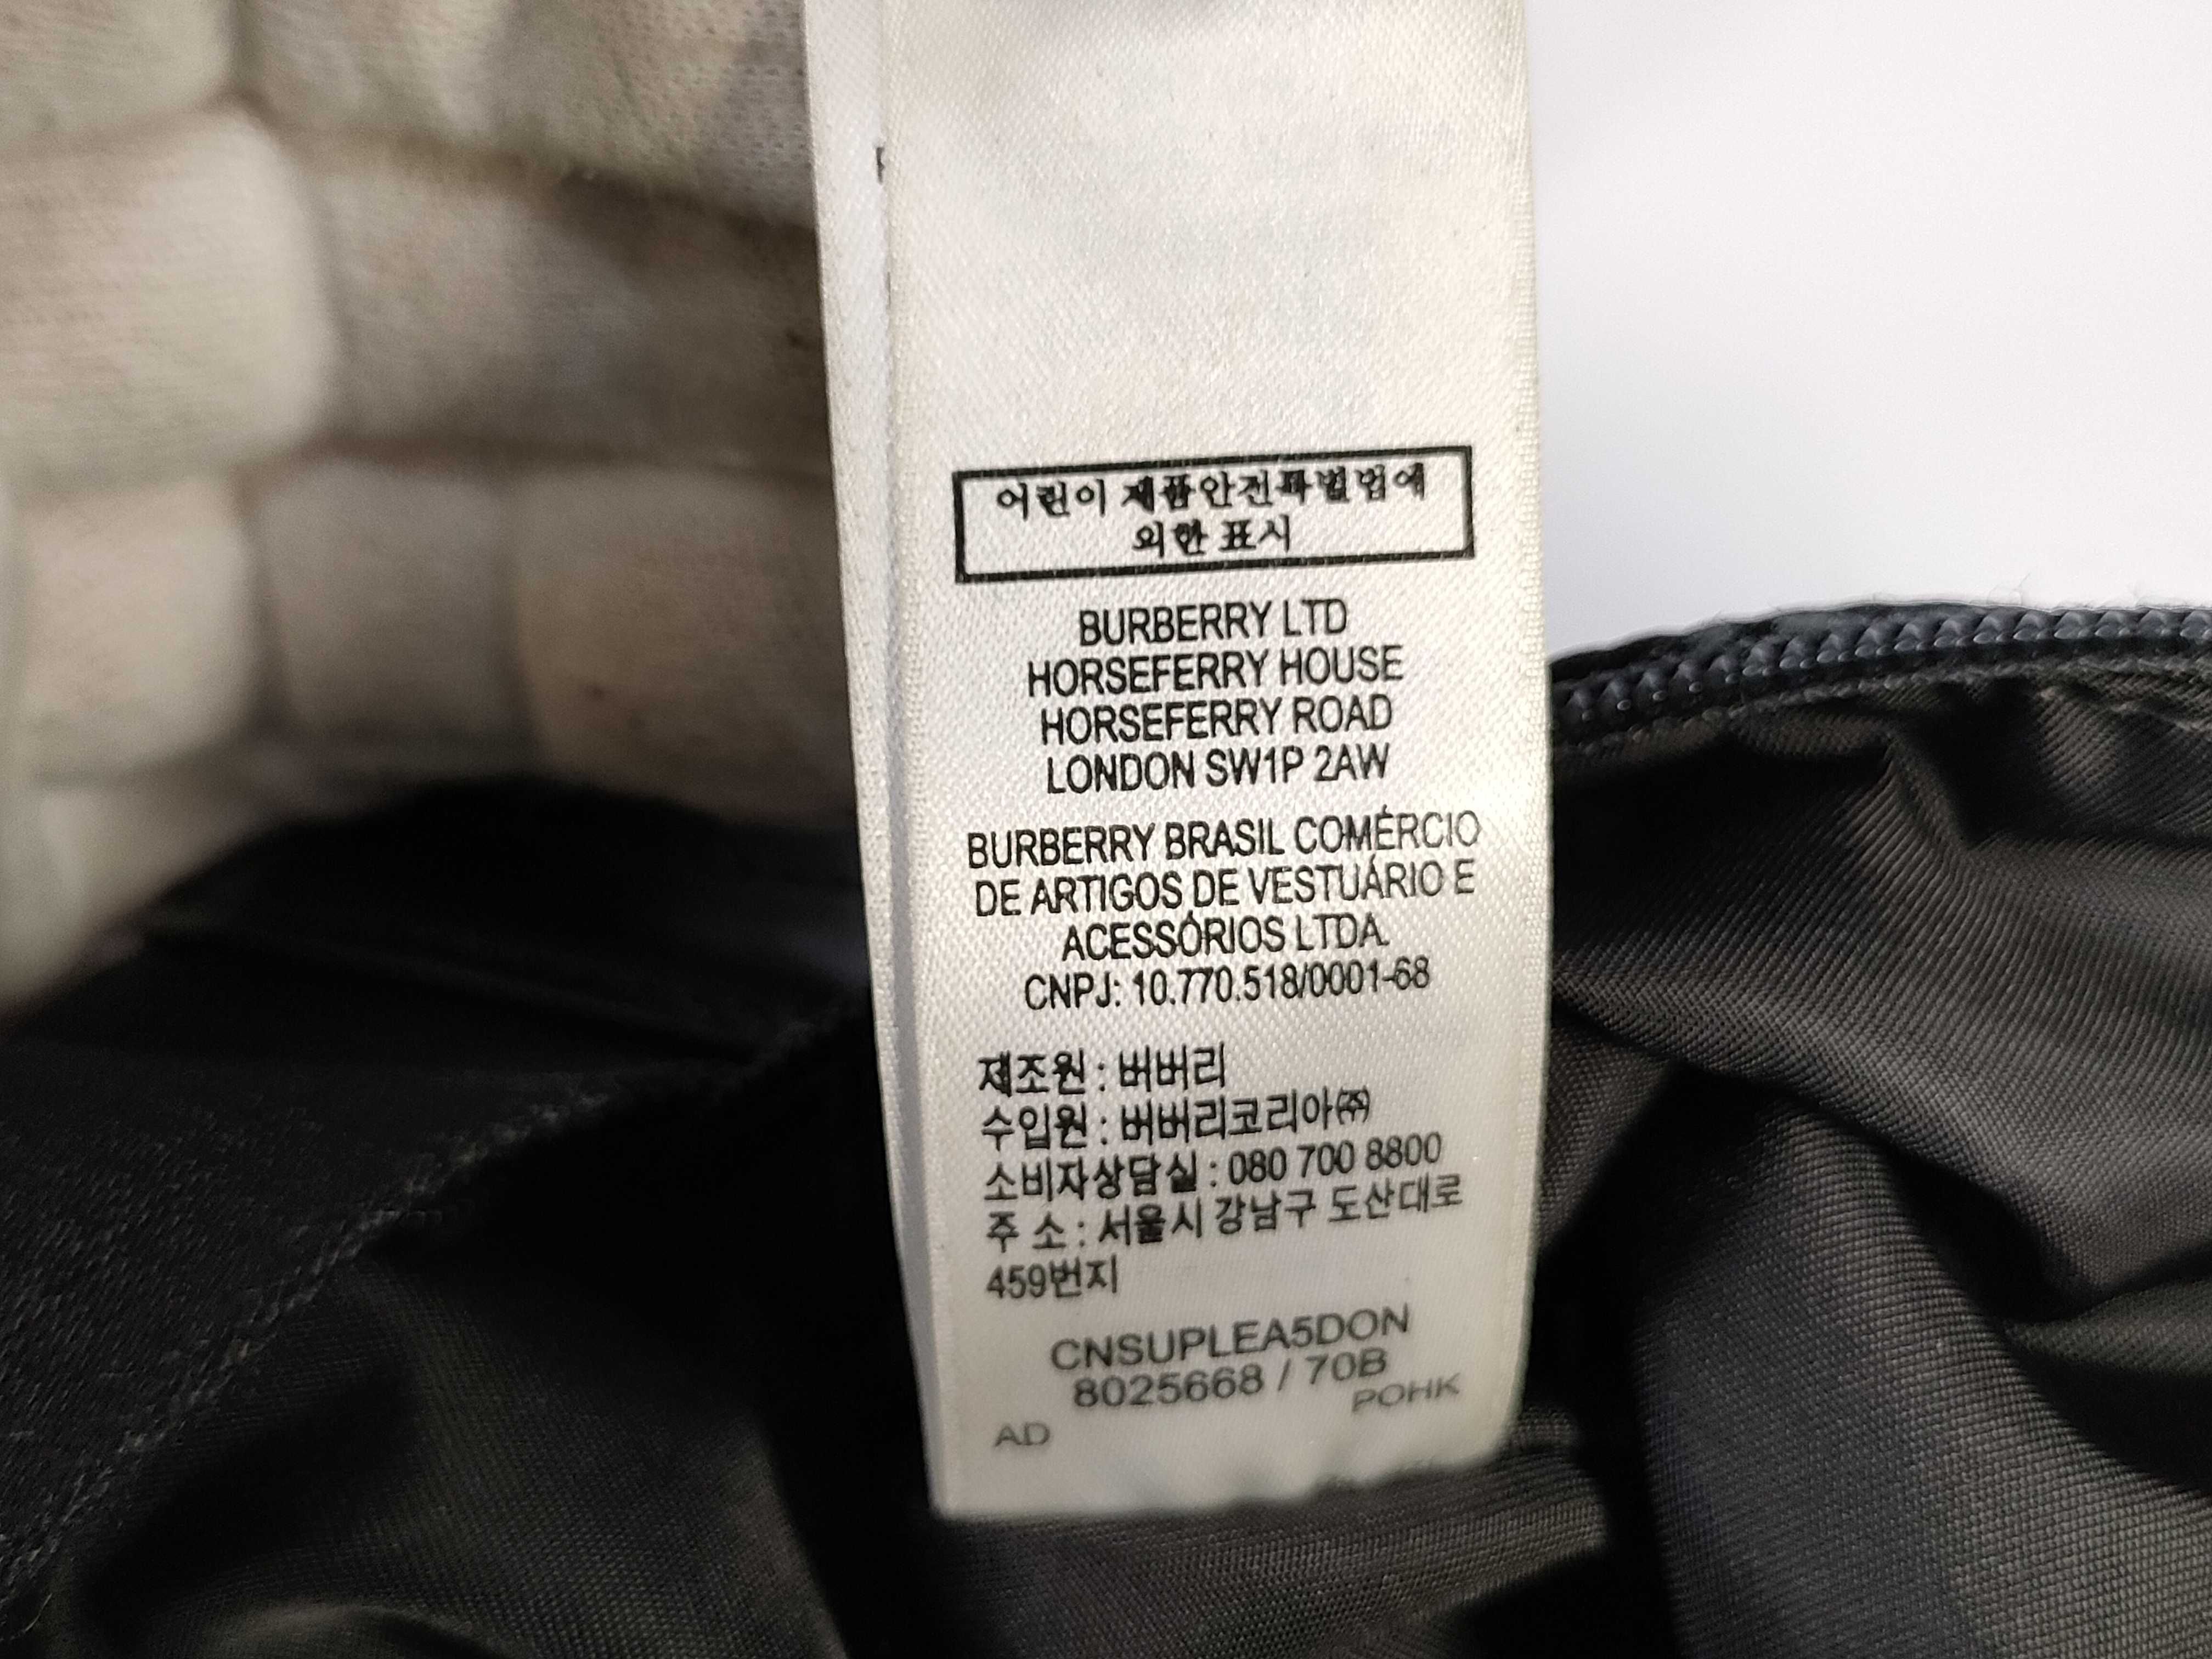 어린이 제품안전특별법에
의한 표시
BURBERRY LTD
HORSEFERRY HOUSE
HORSEFERRY ROAD
LONDON SW1P 2AW
BURBERRY BRASIL COMÉRCIO
DE ARTIGOS DE VESTUÁRIO E
ACESSÓRIOS LTDA.
CNPJ: 10.770.518/0001-68
제조원 : 버버리
수입원 : 버버리코리아㈜
소비자상담실 : 080 700 8800
주 소 : 서울시 강남구 도산대로
459번지
CNSUPLEA5DON
8025668 / 70B
POHK
AD